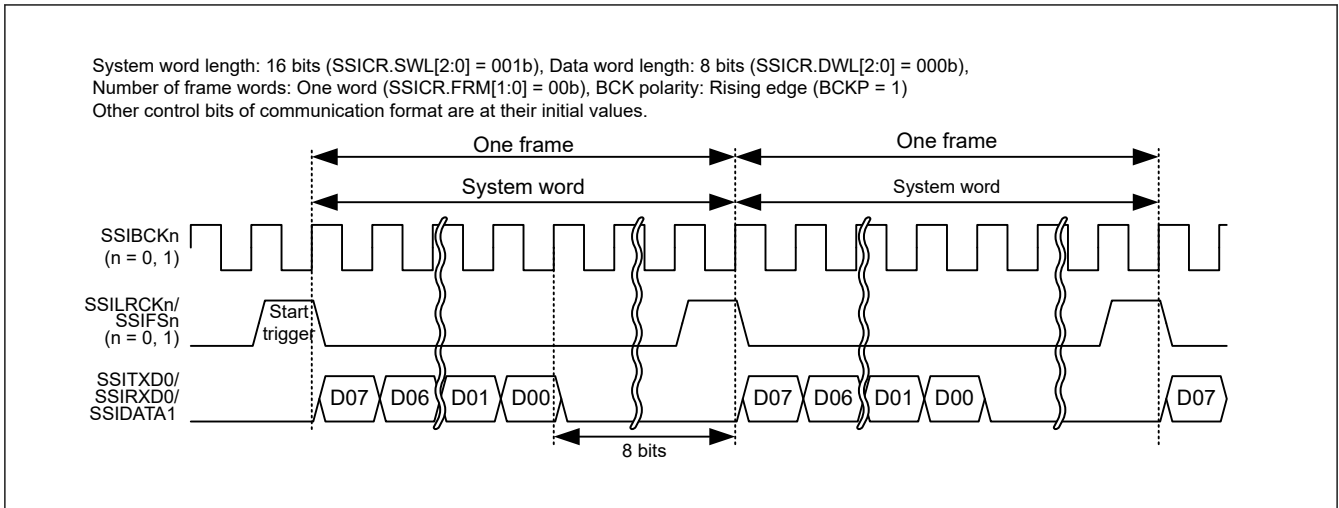 System word length: 16 bits (SSICR.SWL[2:0] = 001b), Data word length: 8 bits (SSICR.DWL[2:0] = 000b),
Number of frame words: One word (SSICR.FRM[1:0] = 00b), BCK polarity: Rising edge (BCKP = 1)
Other control bits of communication format are at their initial values.
One frame
One frame
System word
System word
SSIBCKn
(n = 0, 1)
SSILRCKn/
SSIFSn
(n = 0, 1)
Start
trigger
SSITXD0/
SSIRXD0/
SSIDATA1
D07 D06 D01 D00 D07 D06 D01 D00 D07
8 bits